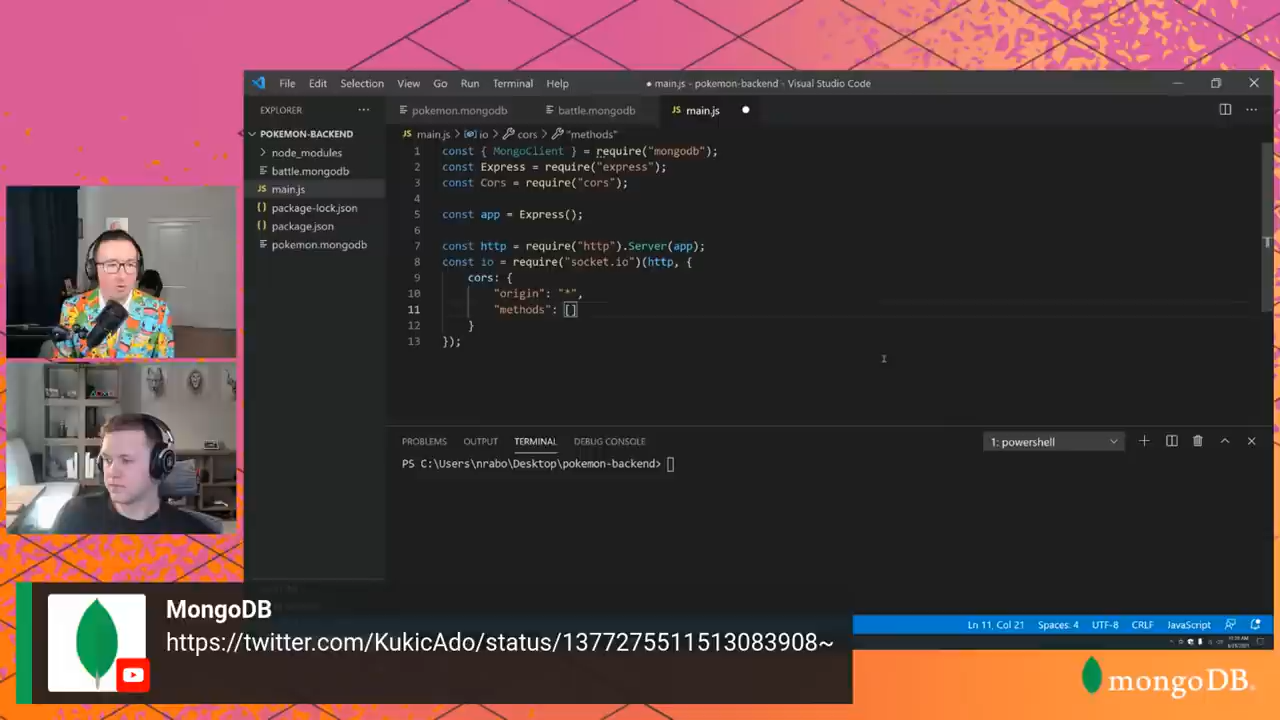 File Edit Selection View Go Run Terminal Help
● main.js - pokemon-backend - Visual Studio Code
EXPLORER ···
pokemon.mongodb
battle.mongodb
JS main.js ●
POKEMON-BACKEND
node_modules
battle.mongodb
JS main.js
{} package-lock.json
{} package.json
pokemon.mongodb
JS main.js > io > cors > "methods"
1 const { MongoClient } = require("mongodb");
2 const Express = require("express");
3 const Cors = require("cors");
4
5 const app = Express();
6
7 const http = require("http").Server(app);
8 const io = require("socket.io")(http, {
9 cors: {
10 "origin": "*",
11 "methods": []
12 }
13 });
PROBLEMS OUTPUT TERMINAL DEBUG CONSOLE
1: powershell
PS C:\Users\nrabo\Desktop\pokemon-backend>
Ln 11, Col 21 Spaces: 4 UTF-8 CRLF JavaScript
MongoDB
https://twitter.com/KukicAdo/status/1377275511513083908~
mongoDB.